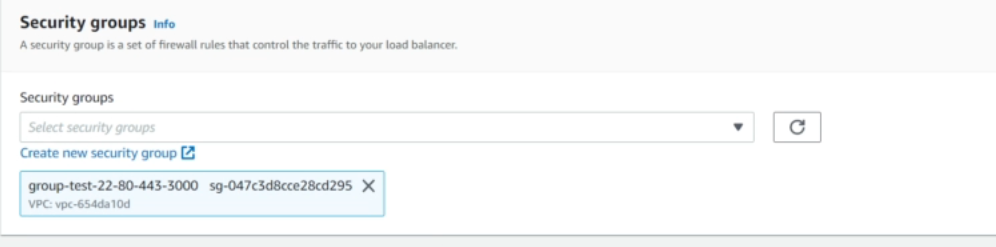 Security groups Info
A security group is a set of firewall rules that control the traffic to your load balancer.
Security groups
Select security groups
Create new security group
group-test-22-80-443-3000 sg-047c3d8cce28cd295
VPC: vpc-654da10d